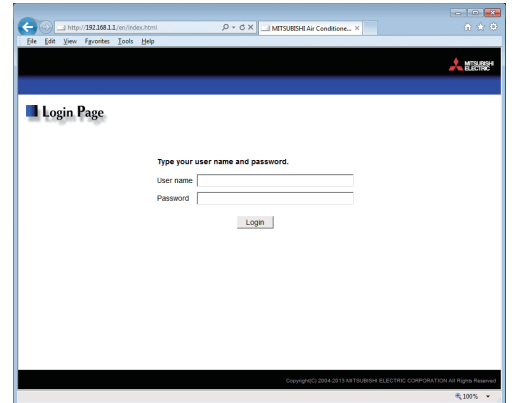 http://192.168.1.1/en/index.html
MITSUBISHI Air Conditione...
File Edit View Favorites Tools Help
MITSUBISHI ELECTRIC
Login Page
Type your user name and password.
User name
Password
Login
Copyright(C) 2004-2013 MITSUBISHI ELECTRIC CORPORATION All Rights Reserved
100%